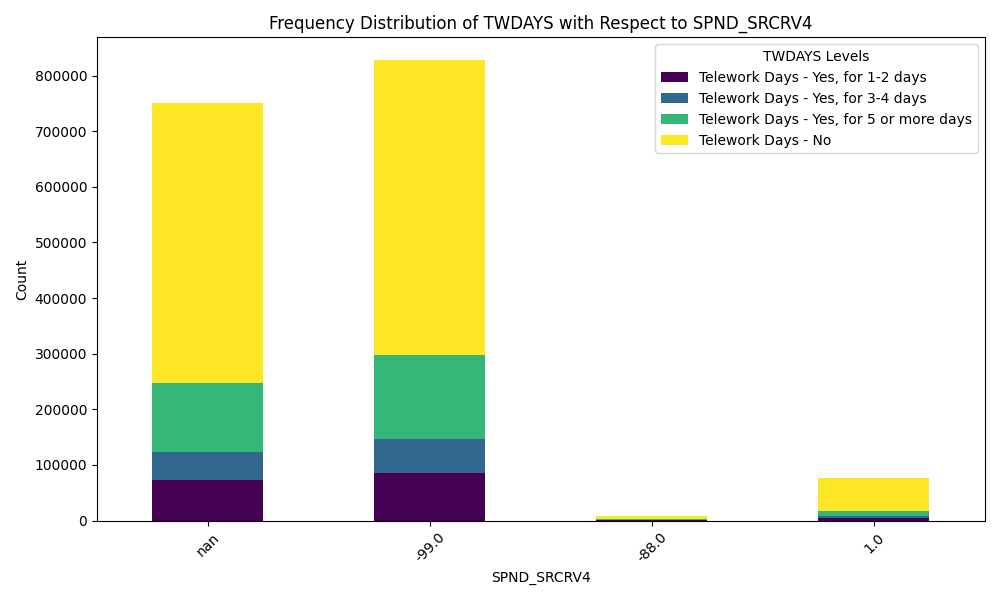 Frequency Distribution of TWDAYS with Respect to SPND_SRCRV4
TWDAYS Levels
Telework Days - Yes, for 1-2 days
Telework Days - Yes, for 3-4 days
Telework Days - Yes, for 5 or more days
Telework Days - No
Count
800000
700000
600000
500000
400000
300000
200000
100000
0
nan
-99.0
-88.0
1.0
SPND_SRCRV4